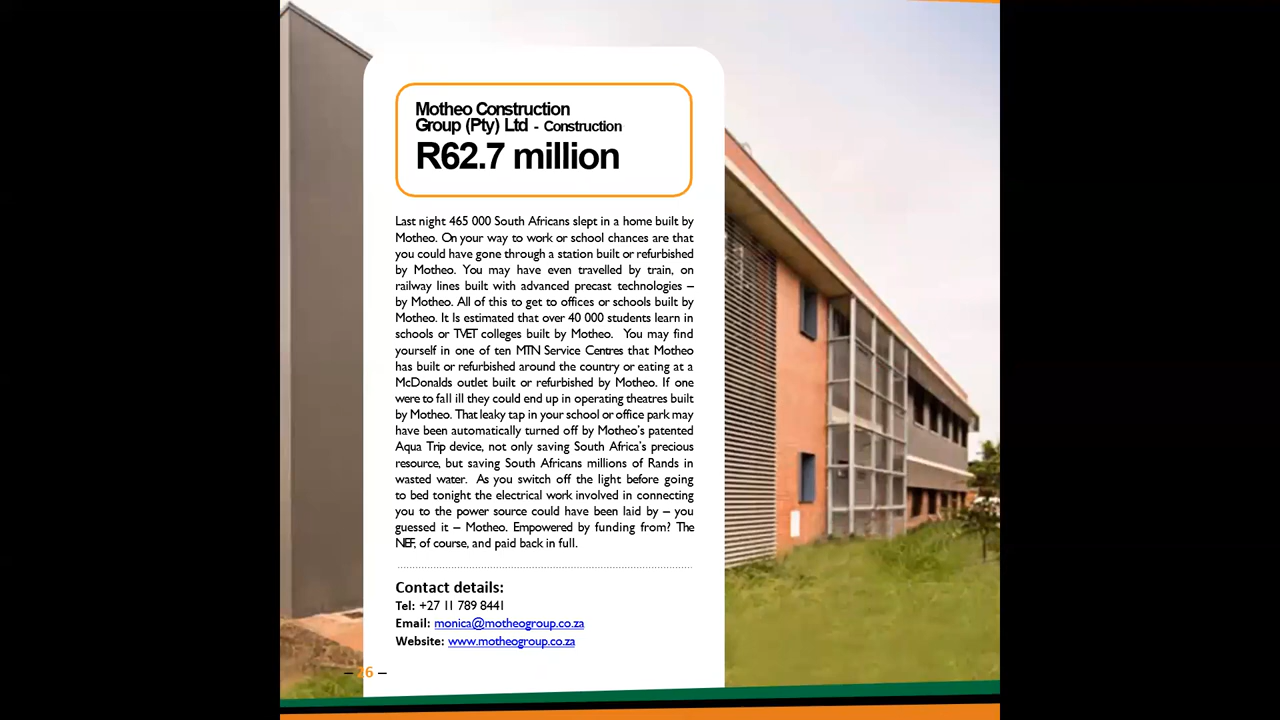 Motheo Construction
Group (Pty) Ltd - Construction
R62.7 million
Last night 465 000 South Africans slept in a home built by
Motheo. On your way to work or school chances are that
you could have gone through a station built or refurbished
by Motheo. You may have even travelled by train, on
railway lines built with advanced precast technologies –
by Motheo. All of this to get to offices or schools built by
Motheo. It Is estimated that over 40 000 students learn in
schools or TVET colleges built by Motheo. You may find
yourself in one of ten MTN Service Centres that Motheo
has built or refurbished around the country or eating at a
McDonalds outlet built or refurbished by Motheo. If one
were to fall ill they could end up in operating theatres built
by Motheo. That leaky tap in your school or office park may
have been automatically turned off by Motheo's patented
Aqua Trip device, not only saving South Africa's precious
resource, but saving South Africans millions of Rands in
wasted water. As you switch off the light before going
to bed tonight the electrical work involved in connecting
you to the power source could have been laid by – you
guessed it – Motheo. Empowered by funding from? The
NEF, of course, and paid back in full.
Contact details:
Tel: +27 11 789 8441
Email: monica@motheogroup.co.za
Website: www.motheogroup.co.za
– 26 –